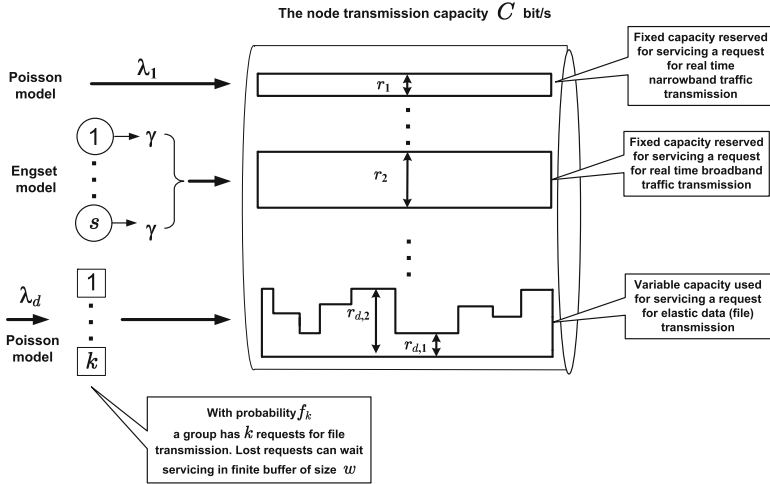 The node transmission capacity C bit/s
Poisson
model
λ1
r1
Fixed capacity reserved
for servicing a request
for real time
narrowband traffic
transmission
Engset
model
1
γ
s
γ
r2
Fixed capacity reserved
for servicing a request
for real time broadband
traffic transmission
λd
Poisson
model
1
k
rd,2
rd,1
Variable capacity used
for servicing a request
for elastic data (file)
transmission
With probability fk
a group has k requests for file
transmission. Lost requests can wait
servicing in finite buffer of size w